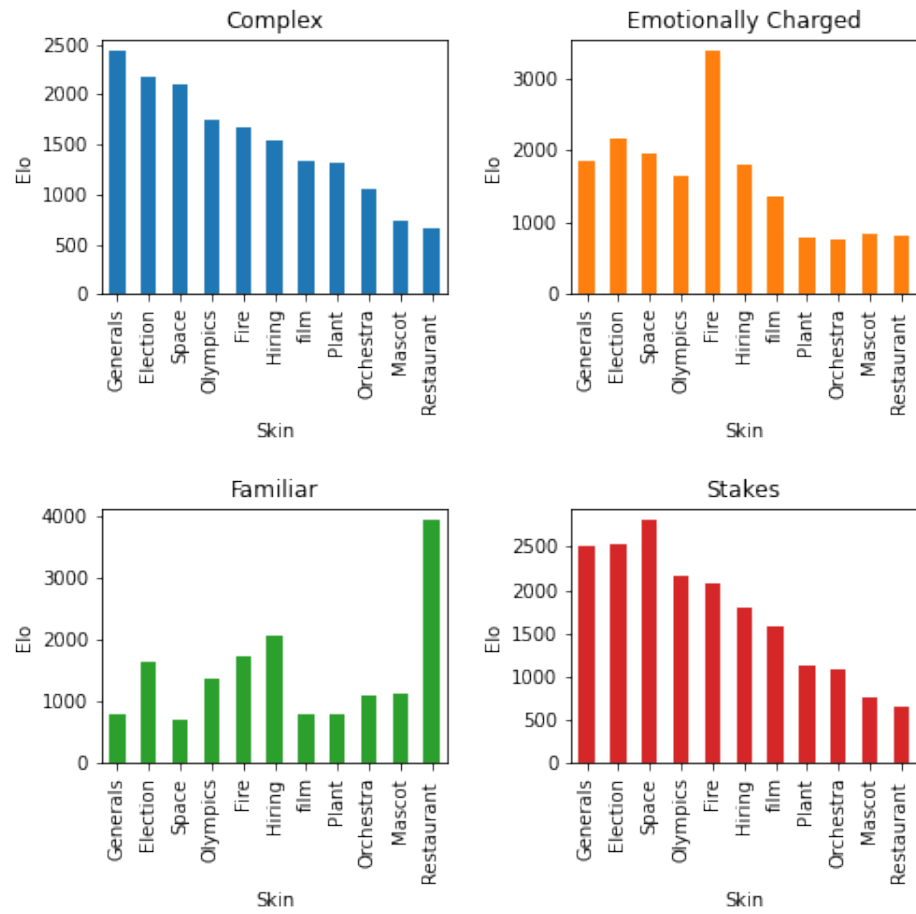 Complex
2500
2000
1500
1000
500
0
Elo
Generals
Election
Space
Olympics
Fire
Hiring
film
Plant
Orchestra
Mascot
Restaurant
Skin
Emotionally Charged
3000
2000
1000
0
Elo
Generals
Election
Space
Olympics
Fire
Hiring
film
Plant
Orchestra
Mascot
Restaurant
Skin
Familiar
4000
3000
2000
1000
0
Elo
Generals
Election
Space
Olympics
Fire
Hiring
film
Plant
Orchestra
Mascot
Restaurant
Skin
Stakes
2500
2000
1500
1000
500
0
Elo
Generals
Election
Space
Olympics
Fire
Hiring
film
Plant
Orchestra
Mascot
Restaurant
Skin